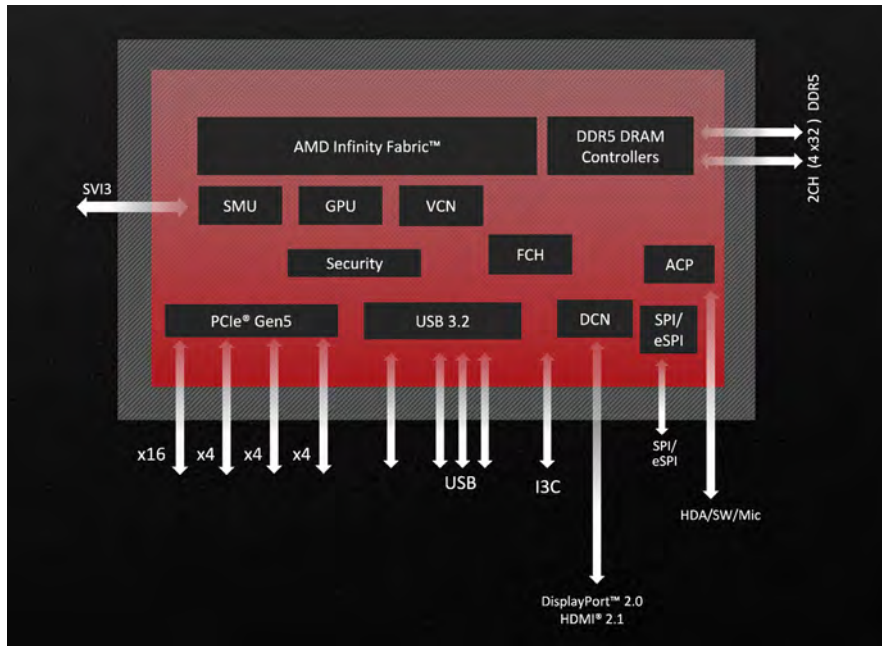 AMD Infinity Fabric™
DDR5 DRAM
Controllers
2CH (4 x32 ) DDR5
SVI3
SMU
GPU
VCN
Security
FCH
ACP
PCIe® Gen5
USB 3.2
DCN
SPI/
eSPI
x16
x4
x4
x4
USB
I3C
SPI/
eSPI
HDA/SW/Mic
DisplayPort™ 2.0
HDMI® 2.1